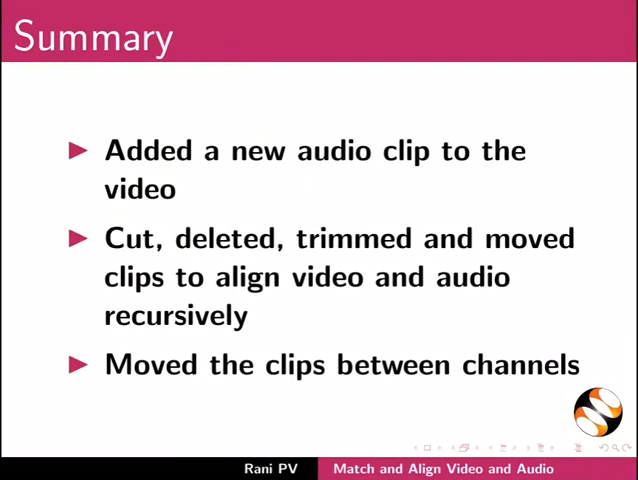 Summary
Added a new audio clip to the
video
Cut, deleted, trimmed and moved
clips to align video and audio
recursively
Moved the clips between channels
Rani PV
Match and Align Video and Audio